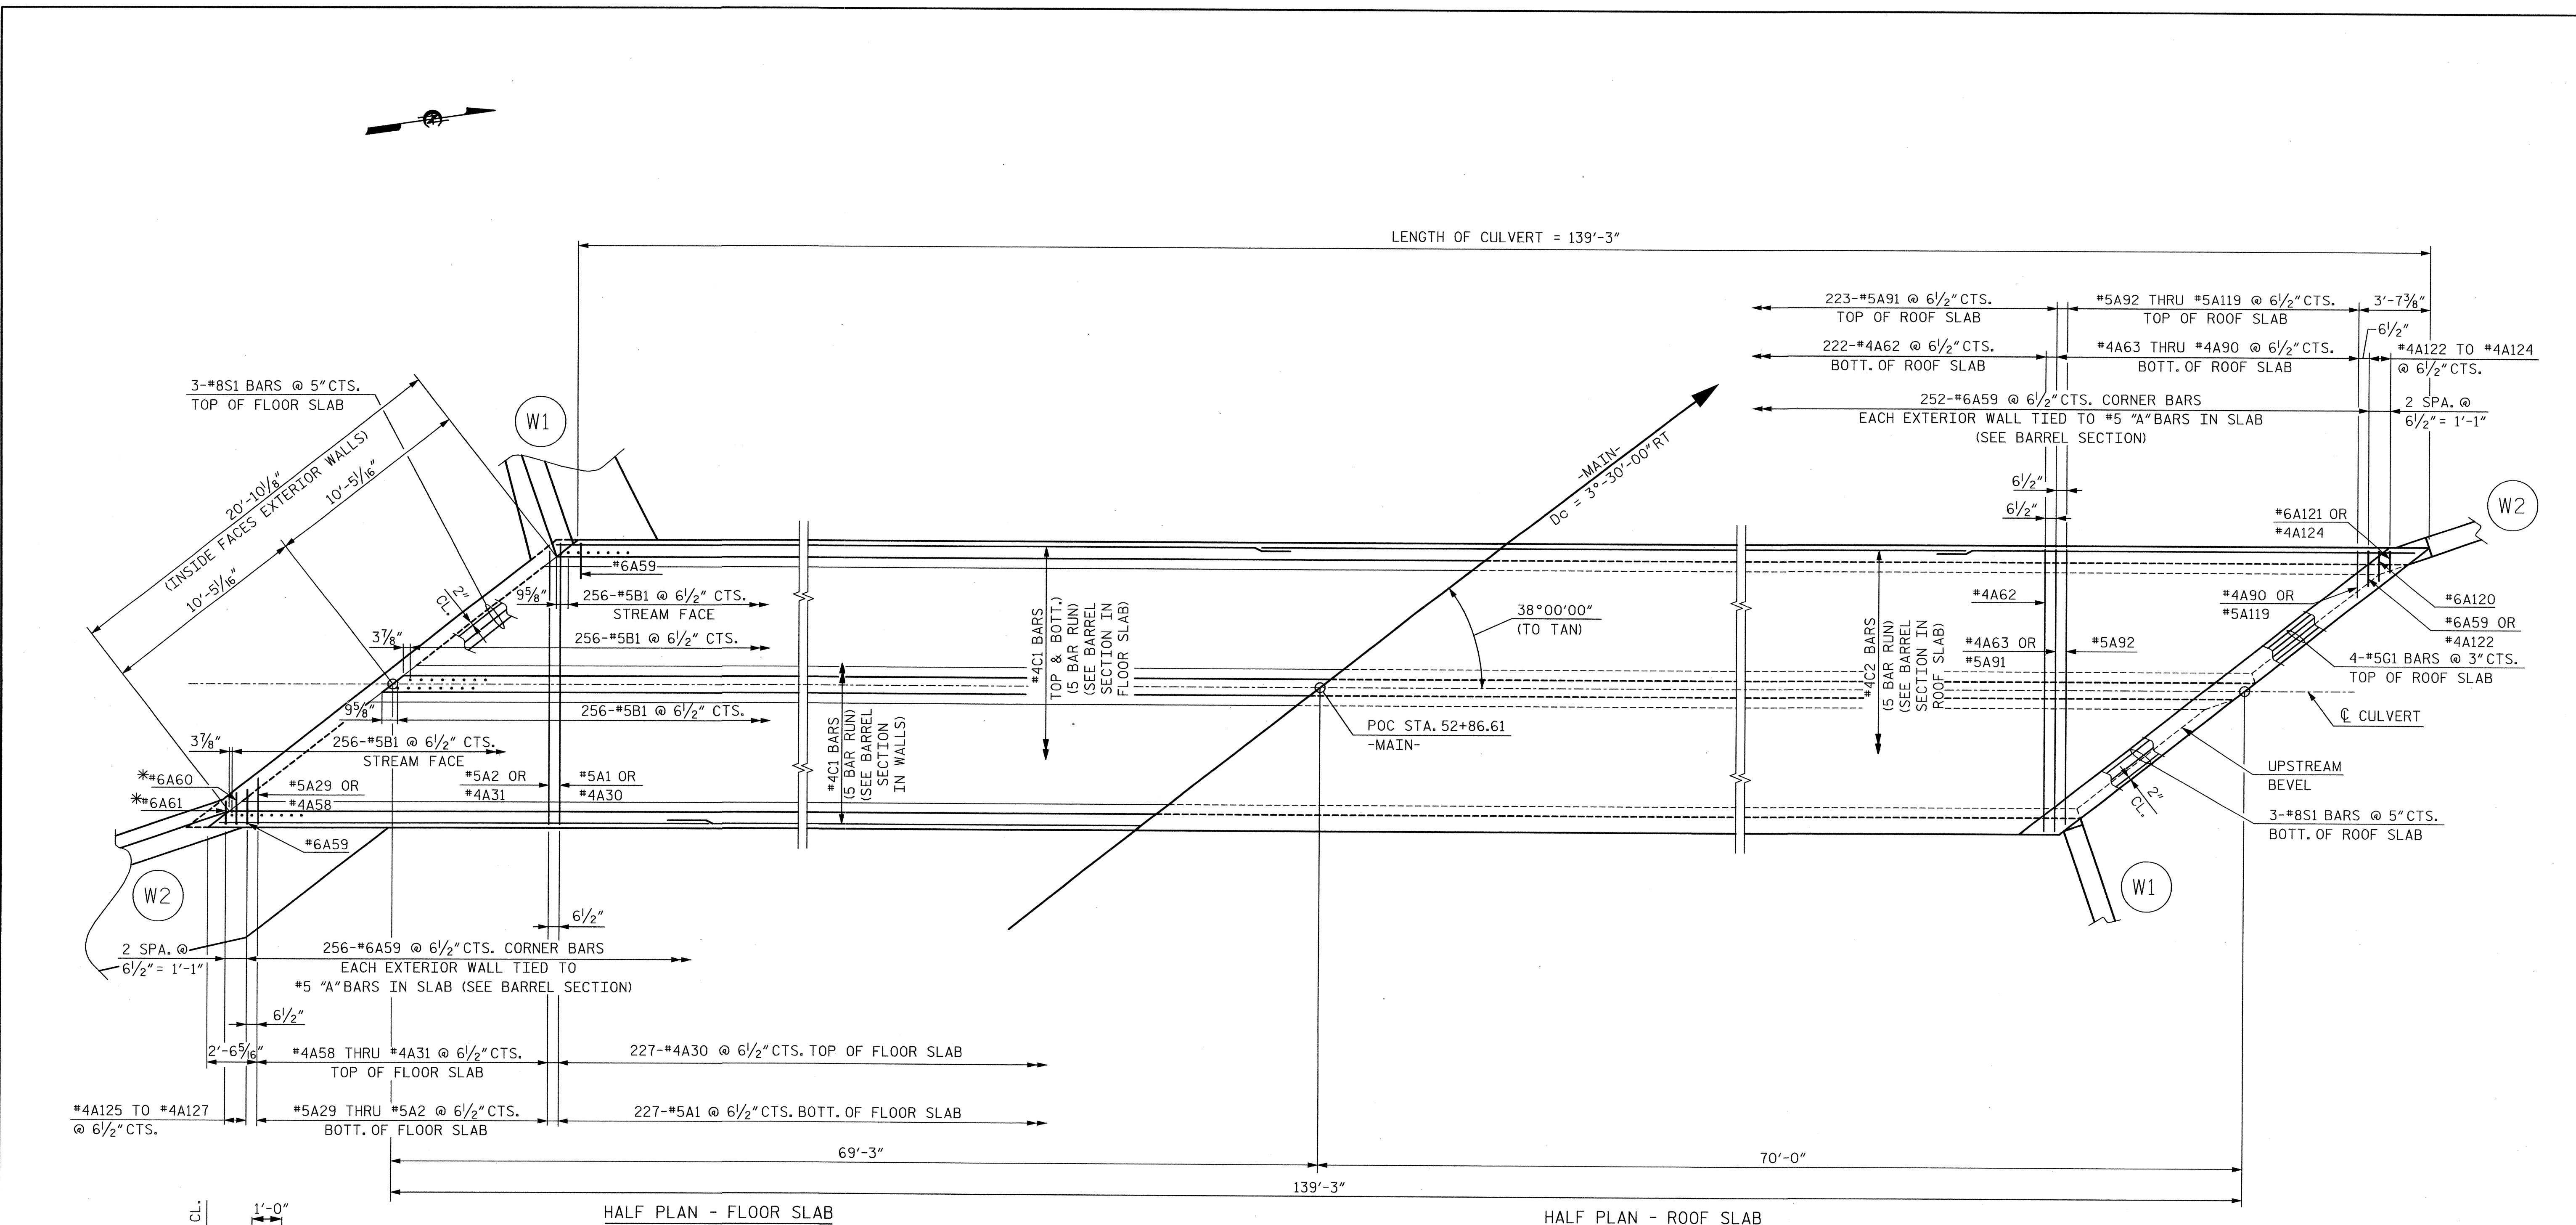 LENGTH OF CULVERT = 139'-3"
223-#5A91 @ 6½" CTS.
TOP OF ROOF SLAB
#5A92 THRU #5A119 @ 6½" CTS.
TOP OF ROOF SLAB
3'-7⅜"
6½"
222-#4A62 @ 6½" CTS.
BOTT. OF ROOF SLAB
#4A63 THRU #4A90 @ 6½" CTS.
BOTT. OF ROOF SLAB
#4A122 TO #4A124
@ 6½" CTS.
252-#6A59 @ 6½" CTS. CORNER BARS
EACH EXTERIOR WALL TIED TO #5 "A" BARS IN SLAB
(SEE BARREL SECTION)
2 SPA. @
6½" = 1'-1"
3-#8S1 BARS @ 5" CTS.
TOP OF FLOOR SLAB
W1
20'-10⅛"
(INSIDE FACES EXTERIOR WALLS)
10'-5 1/16"
10'-5 1/16"
-MAIN-
Dc = 3°-30'-00" RT
6½"
6½"
W2
#6A121 OR
#4A124
2"
CL.
#6A59
9⅝"
256-#5B1 @ 6½" CTS.
STREAM FACE
3⅞"
256-#5B1 @ 6½" CTS.
#4C1 BARS
TOP & BOTT.)
(5 BAR RUN)
(SEE BARREL
SECTION IN
FLOOR SLAB)
38°00'00"
(TO TAN)
#4C2 BARS
(5 BAR RUN)
(SEE BARREL
SECTION IN
ROOF SLAB)
#4A62
#4A63 OR
#5A91
#5A92
#4A90 OR
#5A119
#6A120
#6A59 OR
#4A122
4-#5G1 BARS @ 3" CTS.
TOP OF ROOF SLAB
9⅝"
256-#5B1 @ 6½" CTS.
3⅞"
256-#5B1 @ 6½" CTS.
STREAM FACE
#4C1 BARS
(5 BAR RUN)
(SEE BARREL
SECTION
IN WALLS)
POC STA. 52+86.61
-MAIN-
℄ CULVERT
*#6A60
*#6A61
#5A29 OR
#4A58
#5A2 OR
#4A31
#5A1 OR
#4A30
UPSTREAM
BEVEL
2"
CL.
3-#8S1 BARS @ 5" CTS.
BOTT. OF ROOF SLAB
#6A59
W2
W1
6½"
2 SPA. @
6½" = 1'-1"
256-#6A59 @ 6½" CTS. CORNER BARS
EACH EXTERIOR WALL TIED TO
#5 "A" BARS IN SLAB (SEE BARREL SECTION)
6½"
2'-6 5/16"
#4A58 THRU #4A31 @ 6½" CTS.
TOP OF FLOOR SLAB
227-#4A30 @ 6½" CTS. TOP OF FLOOR SLAB
#4A125 TO #4A127
@ 6½" CTS.
#5A29 THRU #5A2 @ 6½" CTS.
BOTT. OF FLOOR SLAB
227-#5A1 @ 6½" CTS. BOTT. OF FLOOR SLAB
69'-3"
70'-0"
139'-3"
CL.
1'-0"
HALF PLAN - FLOOR SLAB
HALF PLAN - ROOF SLAB